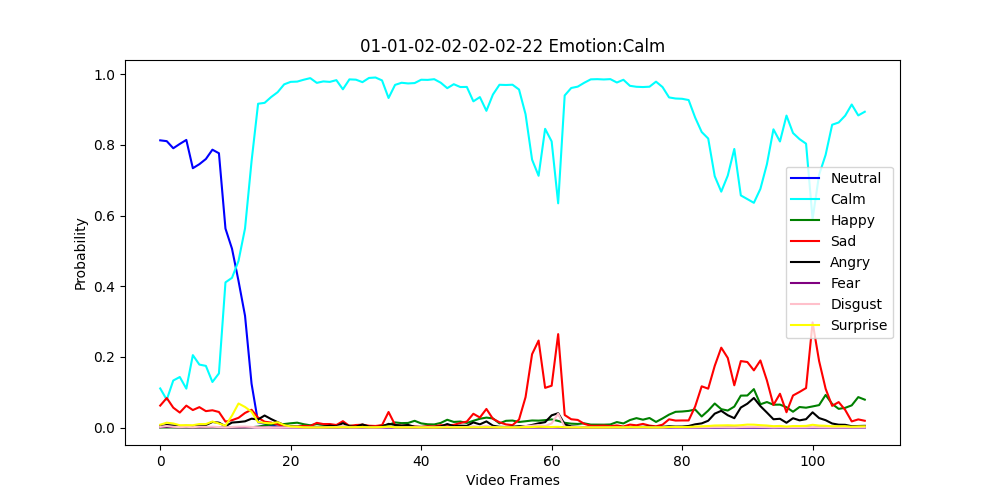 01-01-02-02-02-02-22 Emotion:Calm
Probability
1.0
0.8
0.6
0.4
0.2
0.0
Neutral
Calm
Happy
Sad
Angry
Fear
Disgust
Surprise
0 20 40 60 80 100
Video Frames